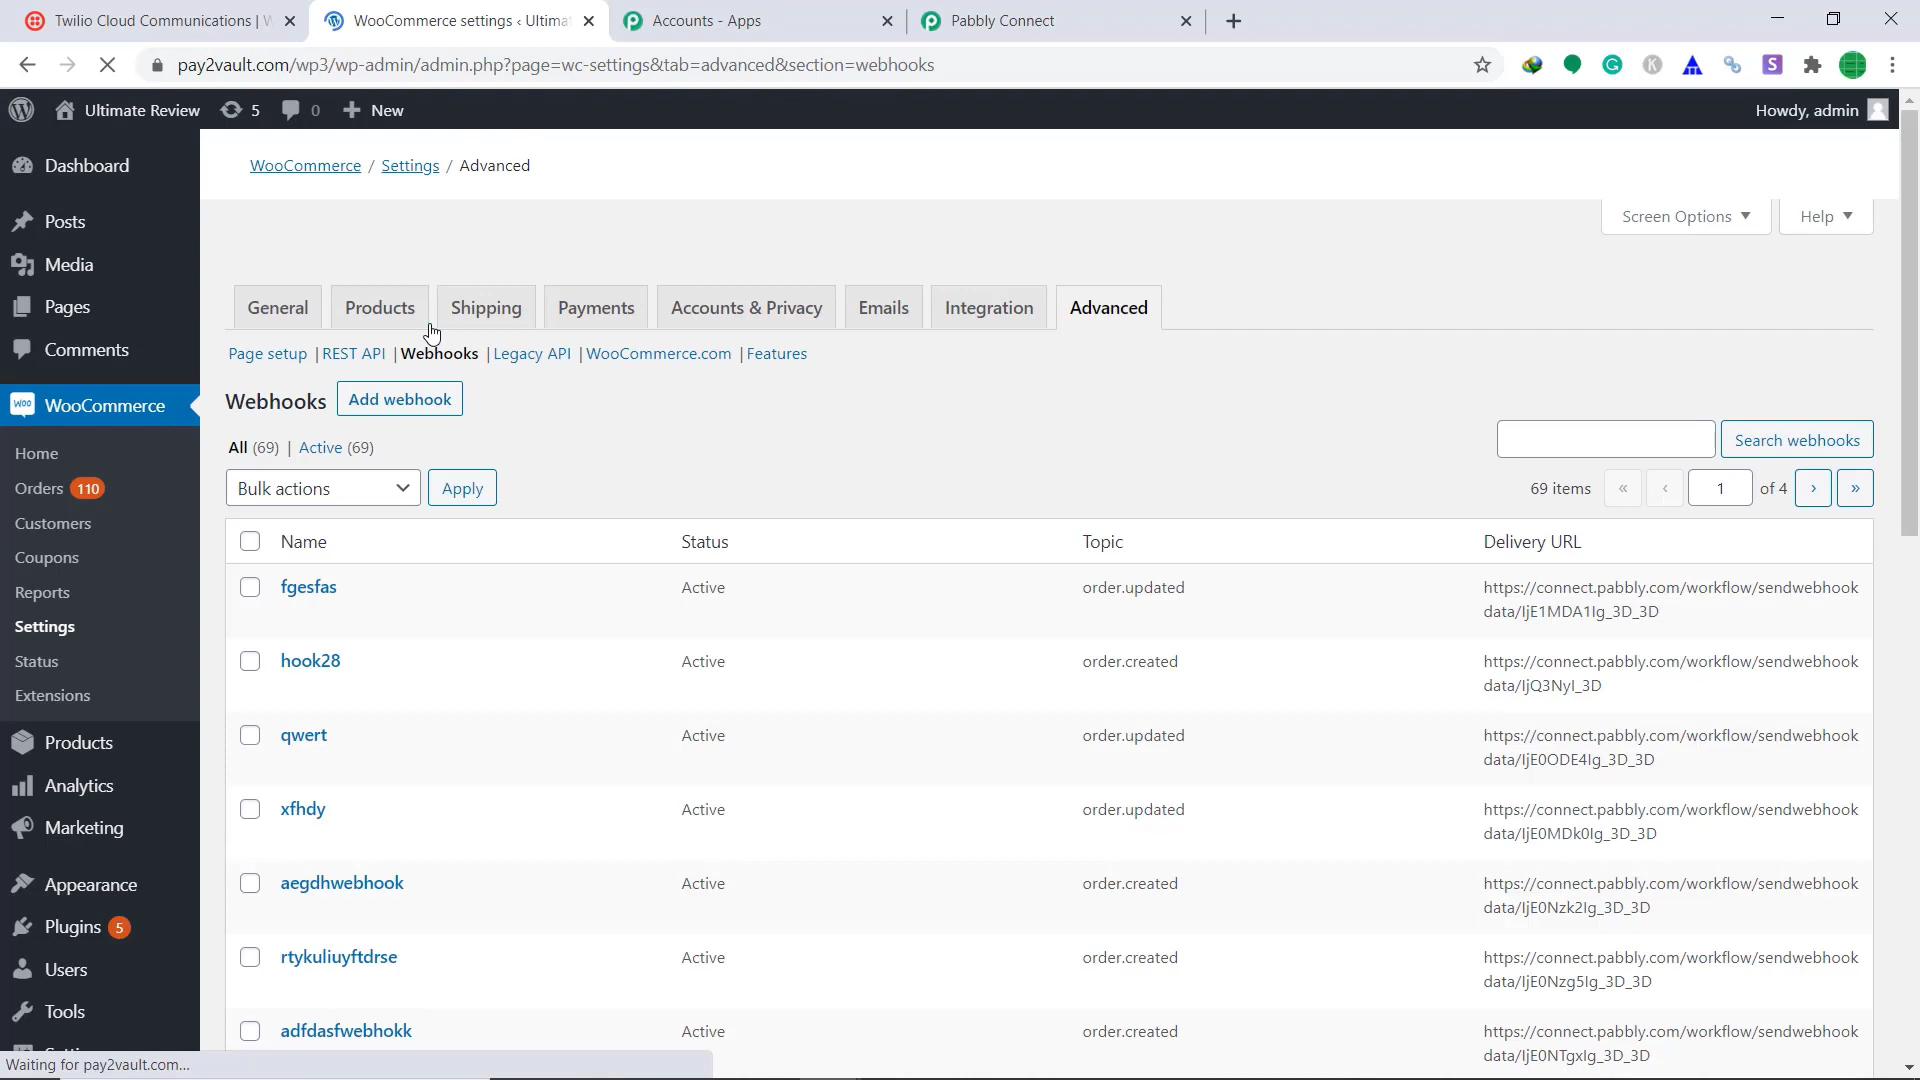 Twilio Cloud Communications | W
WooCommerce settings ‹ Ultima
Accounts - Apps
Pabbly Connect
pay2vault.com/wp3/wp-admin/admin.php?page=wc-settings&tab=advanced&section=webhooks
Ultimate Review 5 0 New
Howdy, admin
Dashboard
Posts
Media
Pages
Comments
WooCommerce
Home
Orders 110
Customers
Coupons
Reports
Settings
Status
Extensions
Products
Analytics
Marketing
Appearance
Plugins 5
Users
Tools
WooCommerce / Settings / Advanced
Screen Options ▼ Help ▼
General Products Shipping Payments Accounts & Privacy Emails Integration Advanced
Page setup | REST API | Webhooks | Legacy API | WooCommerce.com | Features
Webhooks Add webhook
All (69) | Active (69)
Search webhooks
Bulk actions Apply
69 items « ‹ 1 of 4 › »
Name Status Topic Delivery URL
fgesfas Active order.updated https://connect.pabbly.com/workflow/sendwebhook
data/IjE1MDA1Ig_3D_3D
hook28 Active order.created https://connect.pabbly.com/workflow/sendwebhook
data/IjQ3NyI_3D
qwert Active order.updated https://connect.pabbly.com/workflow/sendwebhook
data/IjE0ODE4Ig_3D_3D
xfhdy Active order.updated https://connect.pabbly.com/workflow/sendwebhook
data/IjE0MDk0Ig_3D_3D
aegdhwebhook Active order.created https://connect.pabbly.com/workflow/sendwebhook
data/IjE0Nzk2Ig_3D_3D
rtykuliuyftdrse Active order.created https://connect.pabbly.com/workflow/sendwebhook
data/IjE0Nzg5Ig_3D_3D
adfdasfwebhokk Active order.created https://connect.pabbly.com/workflow/sendwebhook
data/IjE0NTgxIg_3D_3D
Waiting for pay2vault.com...